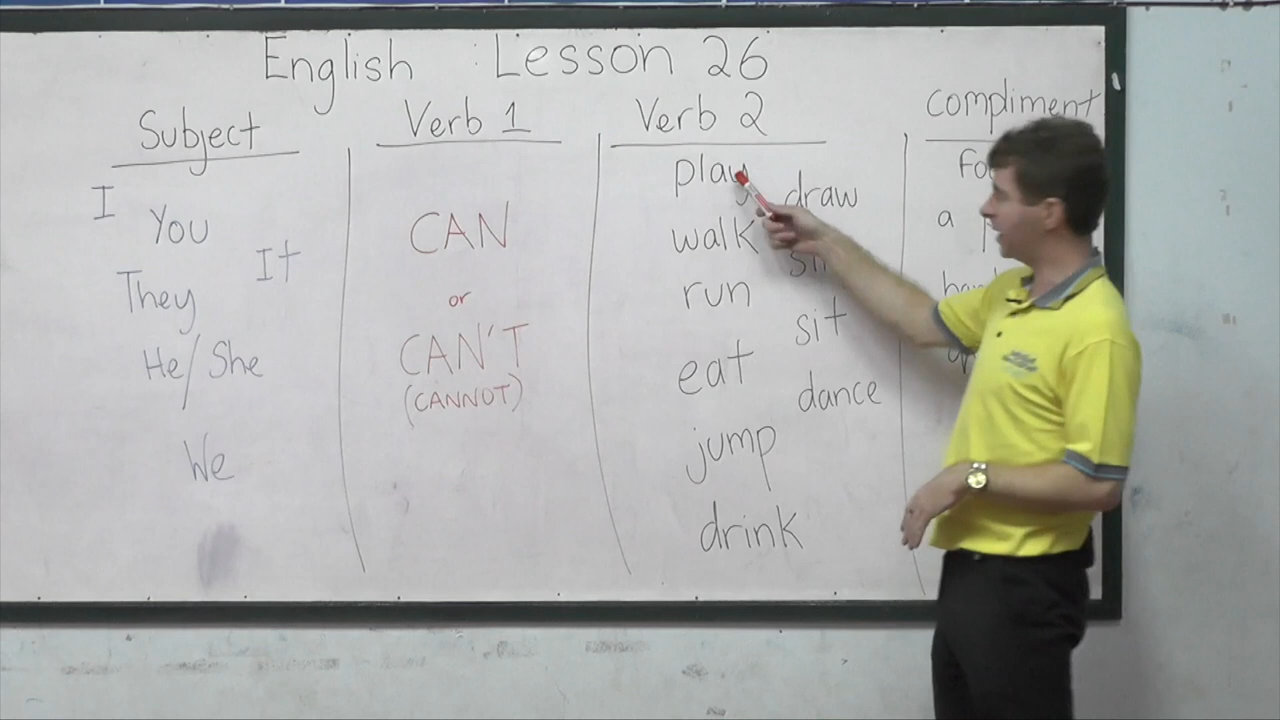 English Lesson 26
Subject
I
You
It
They
He/She
We
Verb 1
CAN
or
CAN'T
(CANNOT)
Verb 2
play
walk
run
eat
jump
drink
draw
sit
dance
compliment
a